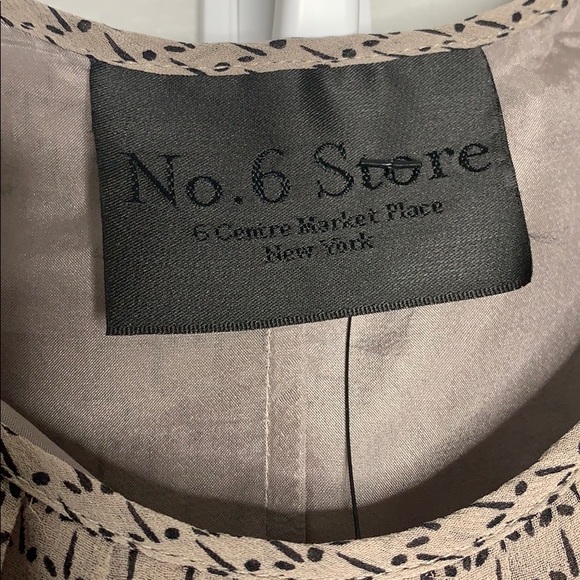 No.6 Store
6 Centre Market Place
New York